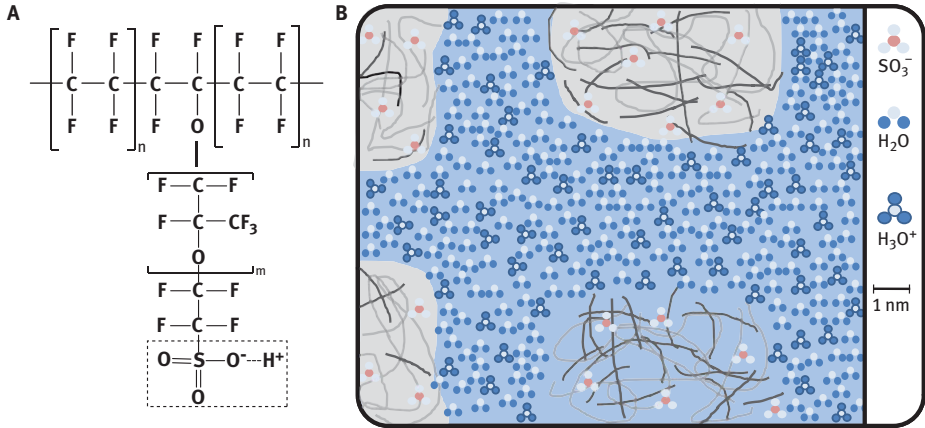 A
F F F F F F
C C C C C C
F F F O F F
n n
F—C—F
F—C—CF₃
O
m
F—C—F
F—C—F
O=S—O⁻---H⁺
O
B
SO₃⁻
H₂O
H₃O⁺
1 nm